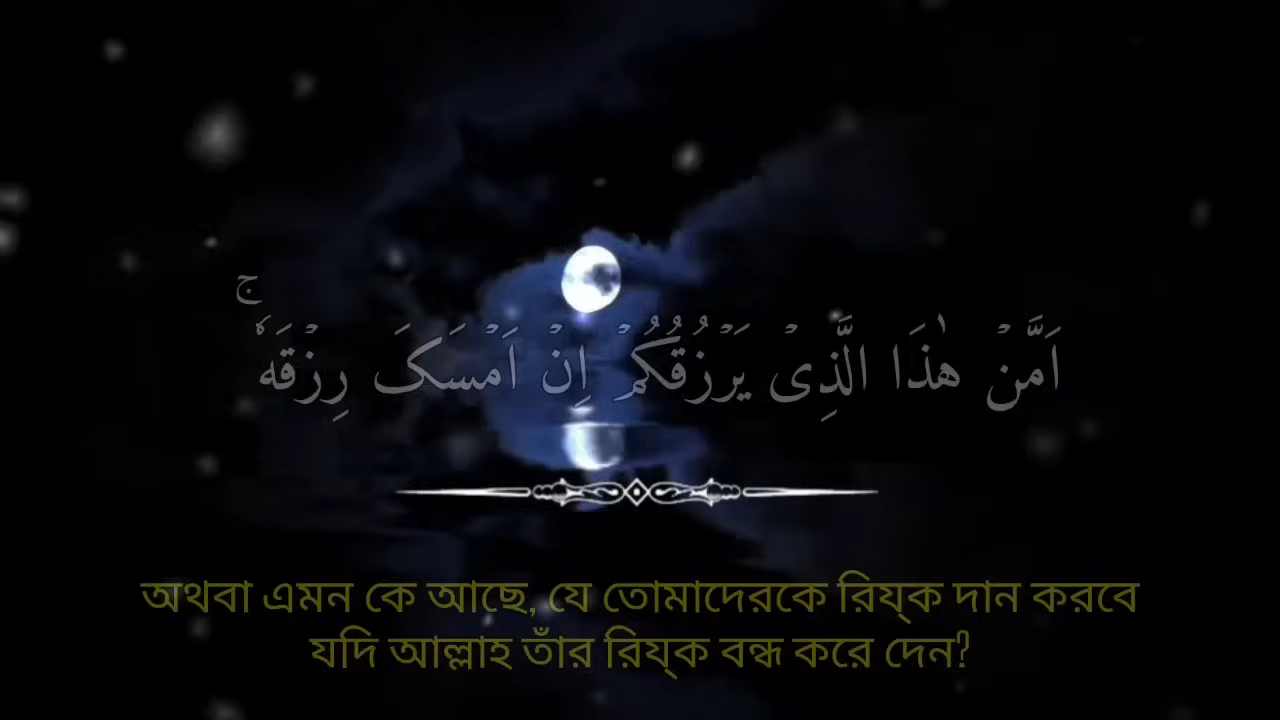 اَمَّنۡ هٰذَا الَّذِىۡ يَرۡزُقُكُمۡ اِنۡ اَمۡسَكَ رِزۡقَهٗ‌ ۚ
অথবা এমন কে আছে, যে তোমাদেরকে রিয্‌ক দান করবে
যদি আল্লাহ তাঁর রিয্‌ক বন্ধ করে দেন?